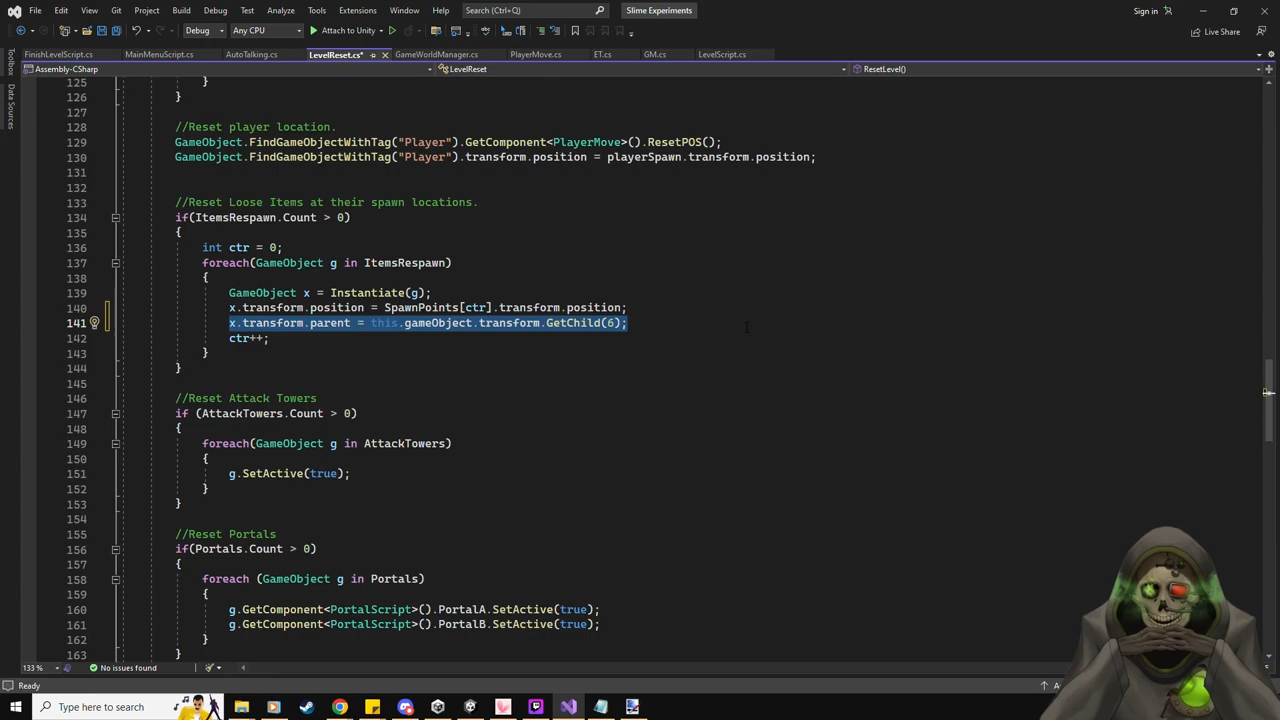 File Edit View Git Project Build Debug Test Analyze Tools Extensions Window Help Search (Ctrl+Q) Slime Experiments Sign in
Debug Any CPU Attach to Unity Live Share
FinishLevelScript.cs MainMenuScript.cs AutoTalking.cs LevelReset.cs* GameWorldManager.cs PlayerMove.cs ET.cs GM.cs LevelScript.cs
Assembly-CSharp LevelReset ResetLevel()
Toolbox
Data Sources
125 }
126 }
127
128 //Reset player location.
129 GameObject.FindGameObjectWithTag("Player").GetComponent<PlayerMove>().ResetPOS();
130 GameObject.FindGameObjectWithTag("Player").transform.position = playerSpawn.transform.position;
131
132
133 //Reset Loose Items at their spawn locations.
134 if(ItemsRespawn.Count > 0)
135 {
136 int ctr = 0;
137 foreach(GameObject g in ItemsRespawn)
138 {
139 GameObject x = Instantiate(g);
140 x.transform.position = SpawnPoints[ctr].transform.position;
141 x.transform.parent = this.gameObject.transform.GetChild(6);
142 ctr++;
143 }
144 }
145
146 //Reset Attack Towers
147 if (AttackTowers.Count > 0)
148 {
149 foreach(GameObject g in AttackTowers)
150 {
151 g.SetActive(true);
152 }
153 }
154
155 //Reset Portals
156 if(Portals.Count > 0)
157 {
158 foreach (GameObject g in Portals)
159 {
160 g.GetComponent<PortalScript>().PortalA.SetActive(true);
161 g.GetComponent<PortalScript>().PortalB.SetActive(true);
162 }
163 }
133 % No issues found
Ready
Type here to search